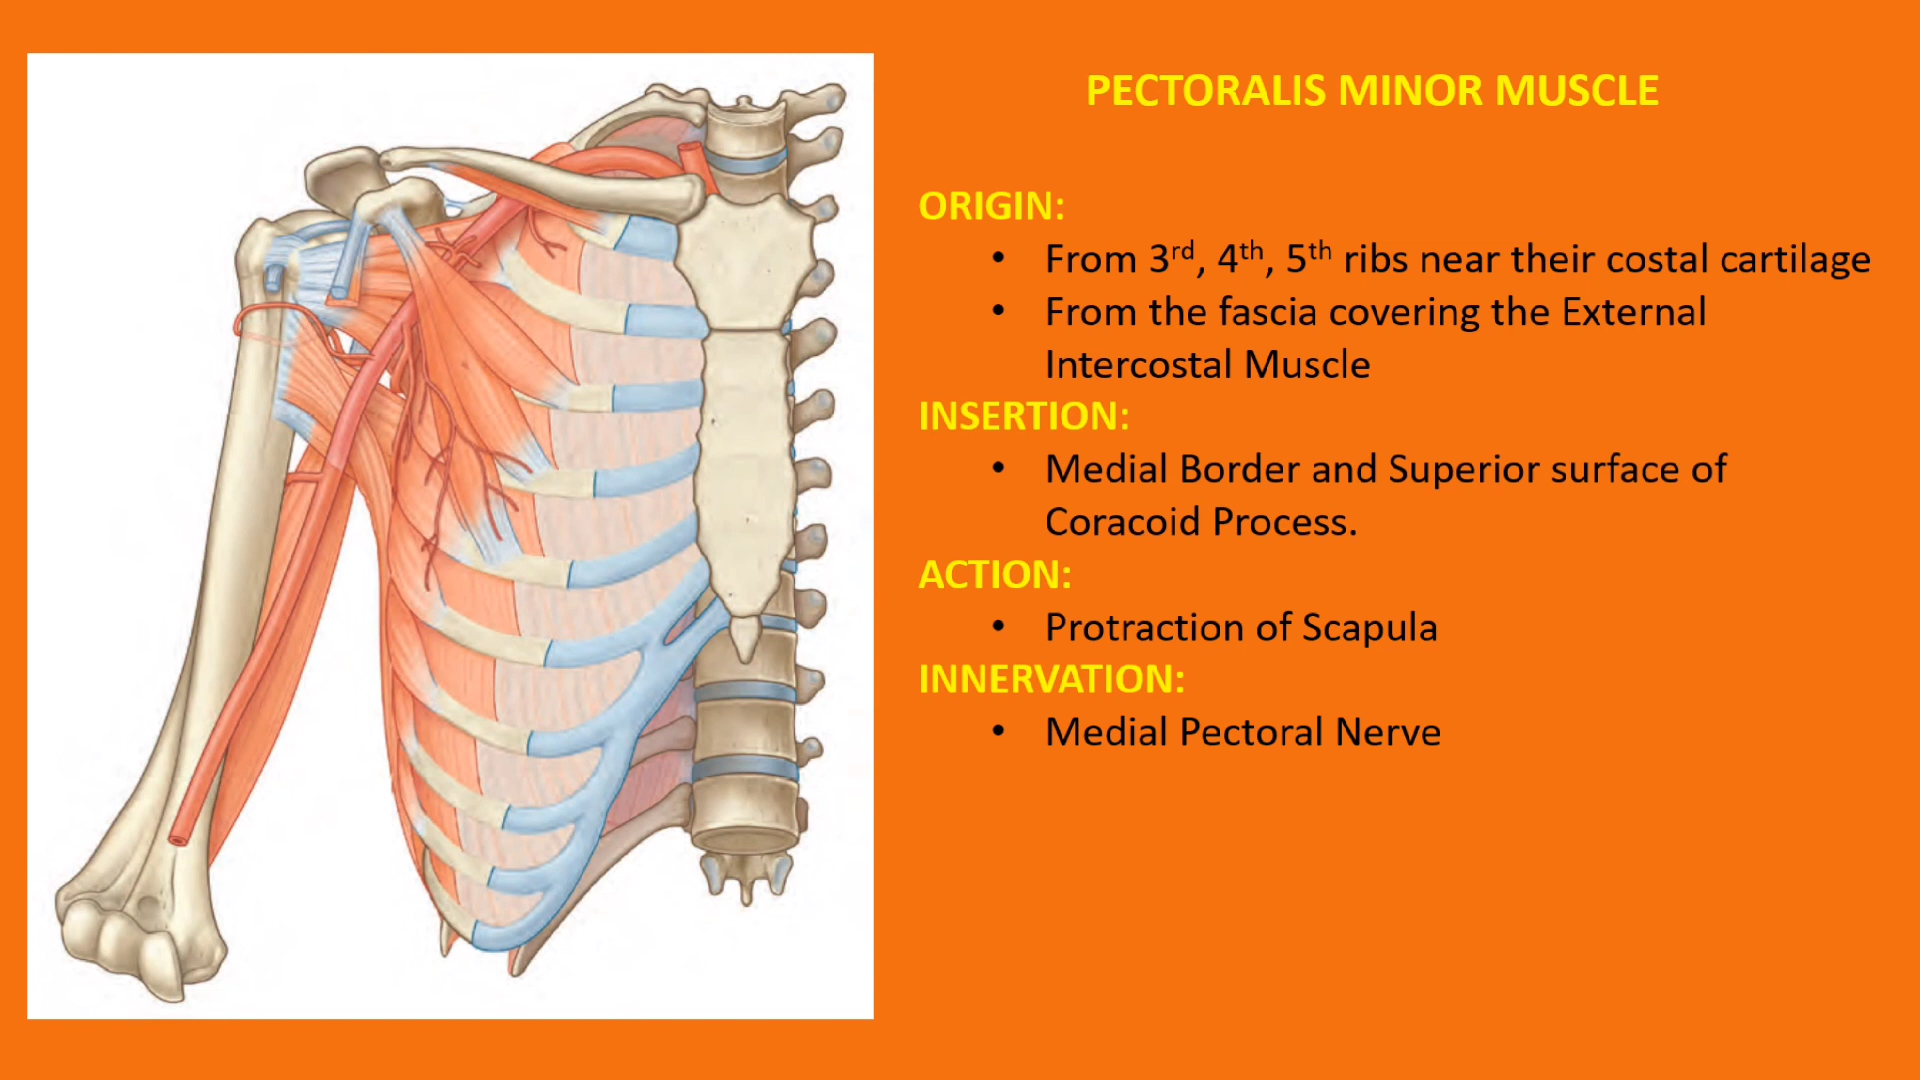 PECTORALIS MINOR MUSCLE
ORIGIN:
• From 3rd, 4th, 5th ribs near their costal cartilage
• From the fascia covering the External
Intercostal Muscle
INSERTION:
• Medial Border and Superior surface of
Coracoid Process.
ACTION:
• Protraction of Scapula
INNERVATION:
• Medial Pectoral Nerve